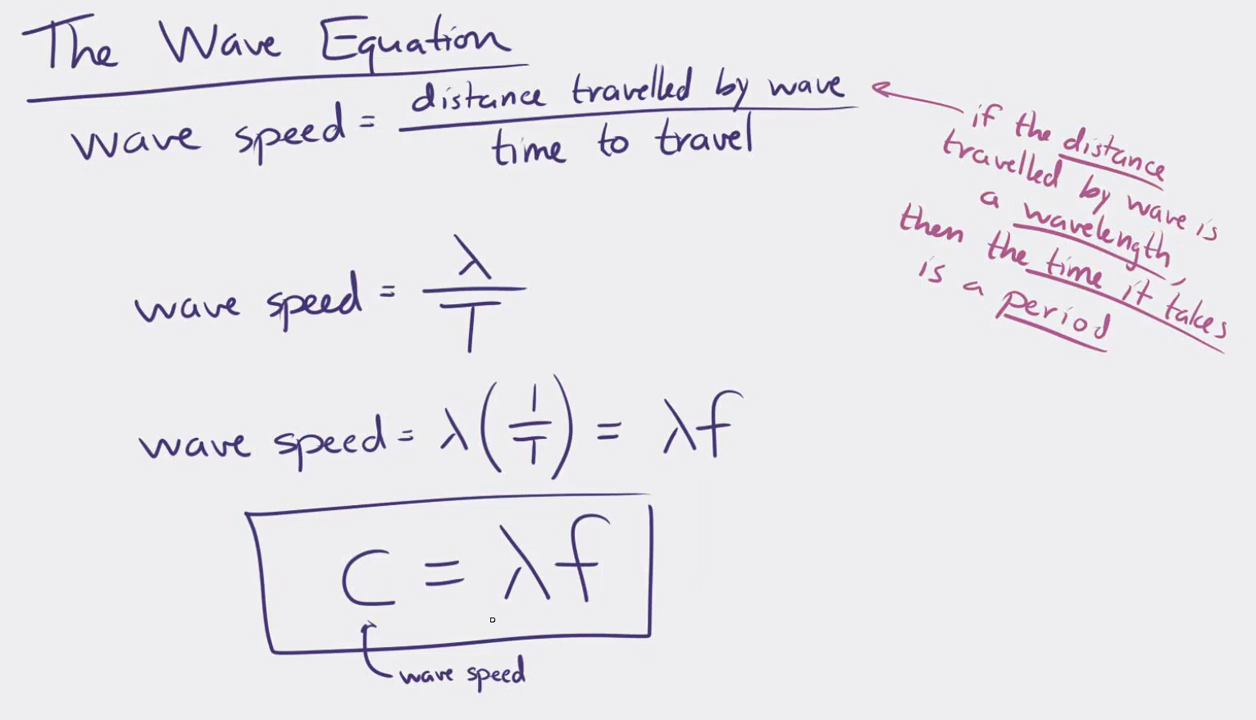 The Wave Equation
wave speed = distance travelled by wave / time to travel
if the distance
travelled by wave is
a wavelength,
then the time it takes
is a period
wave speed = λ / T
wave speed = λ(1/T) = λf
c = λf
wave speed